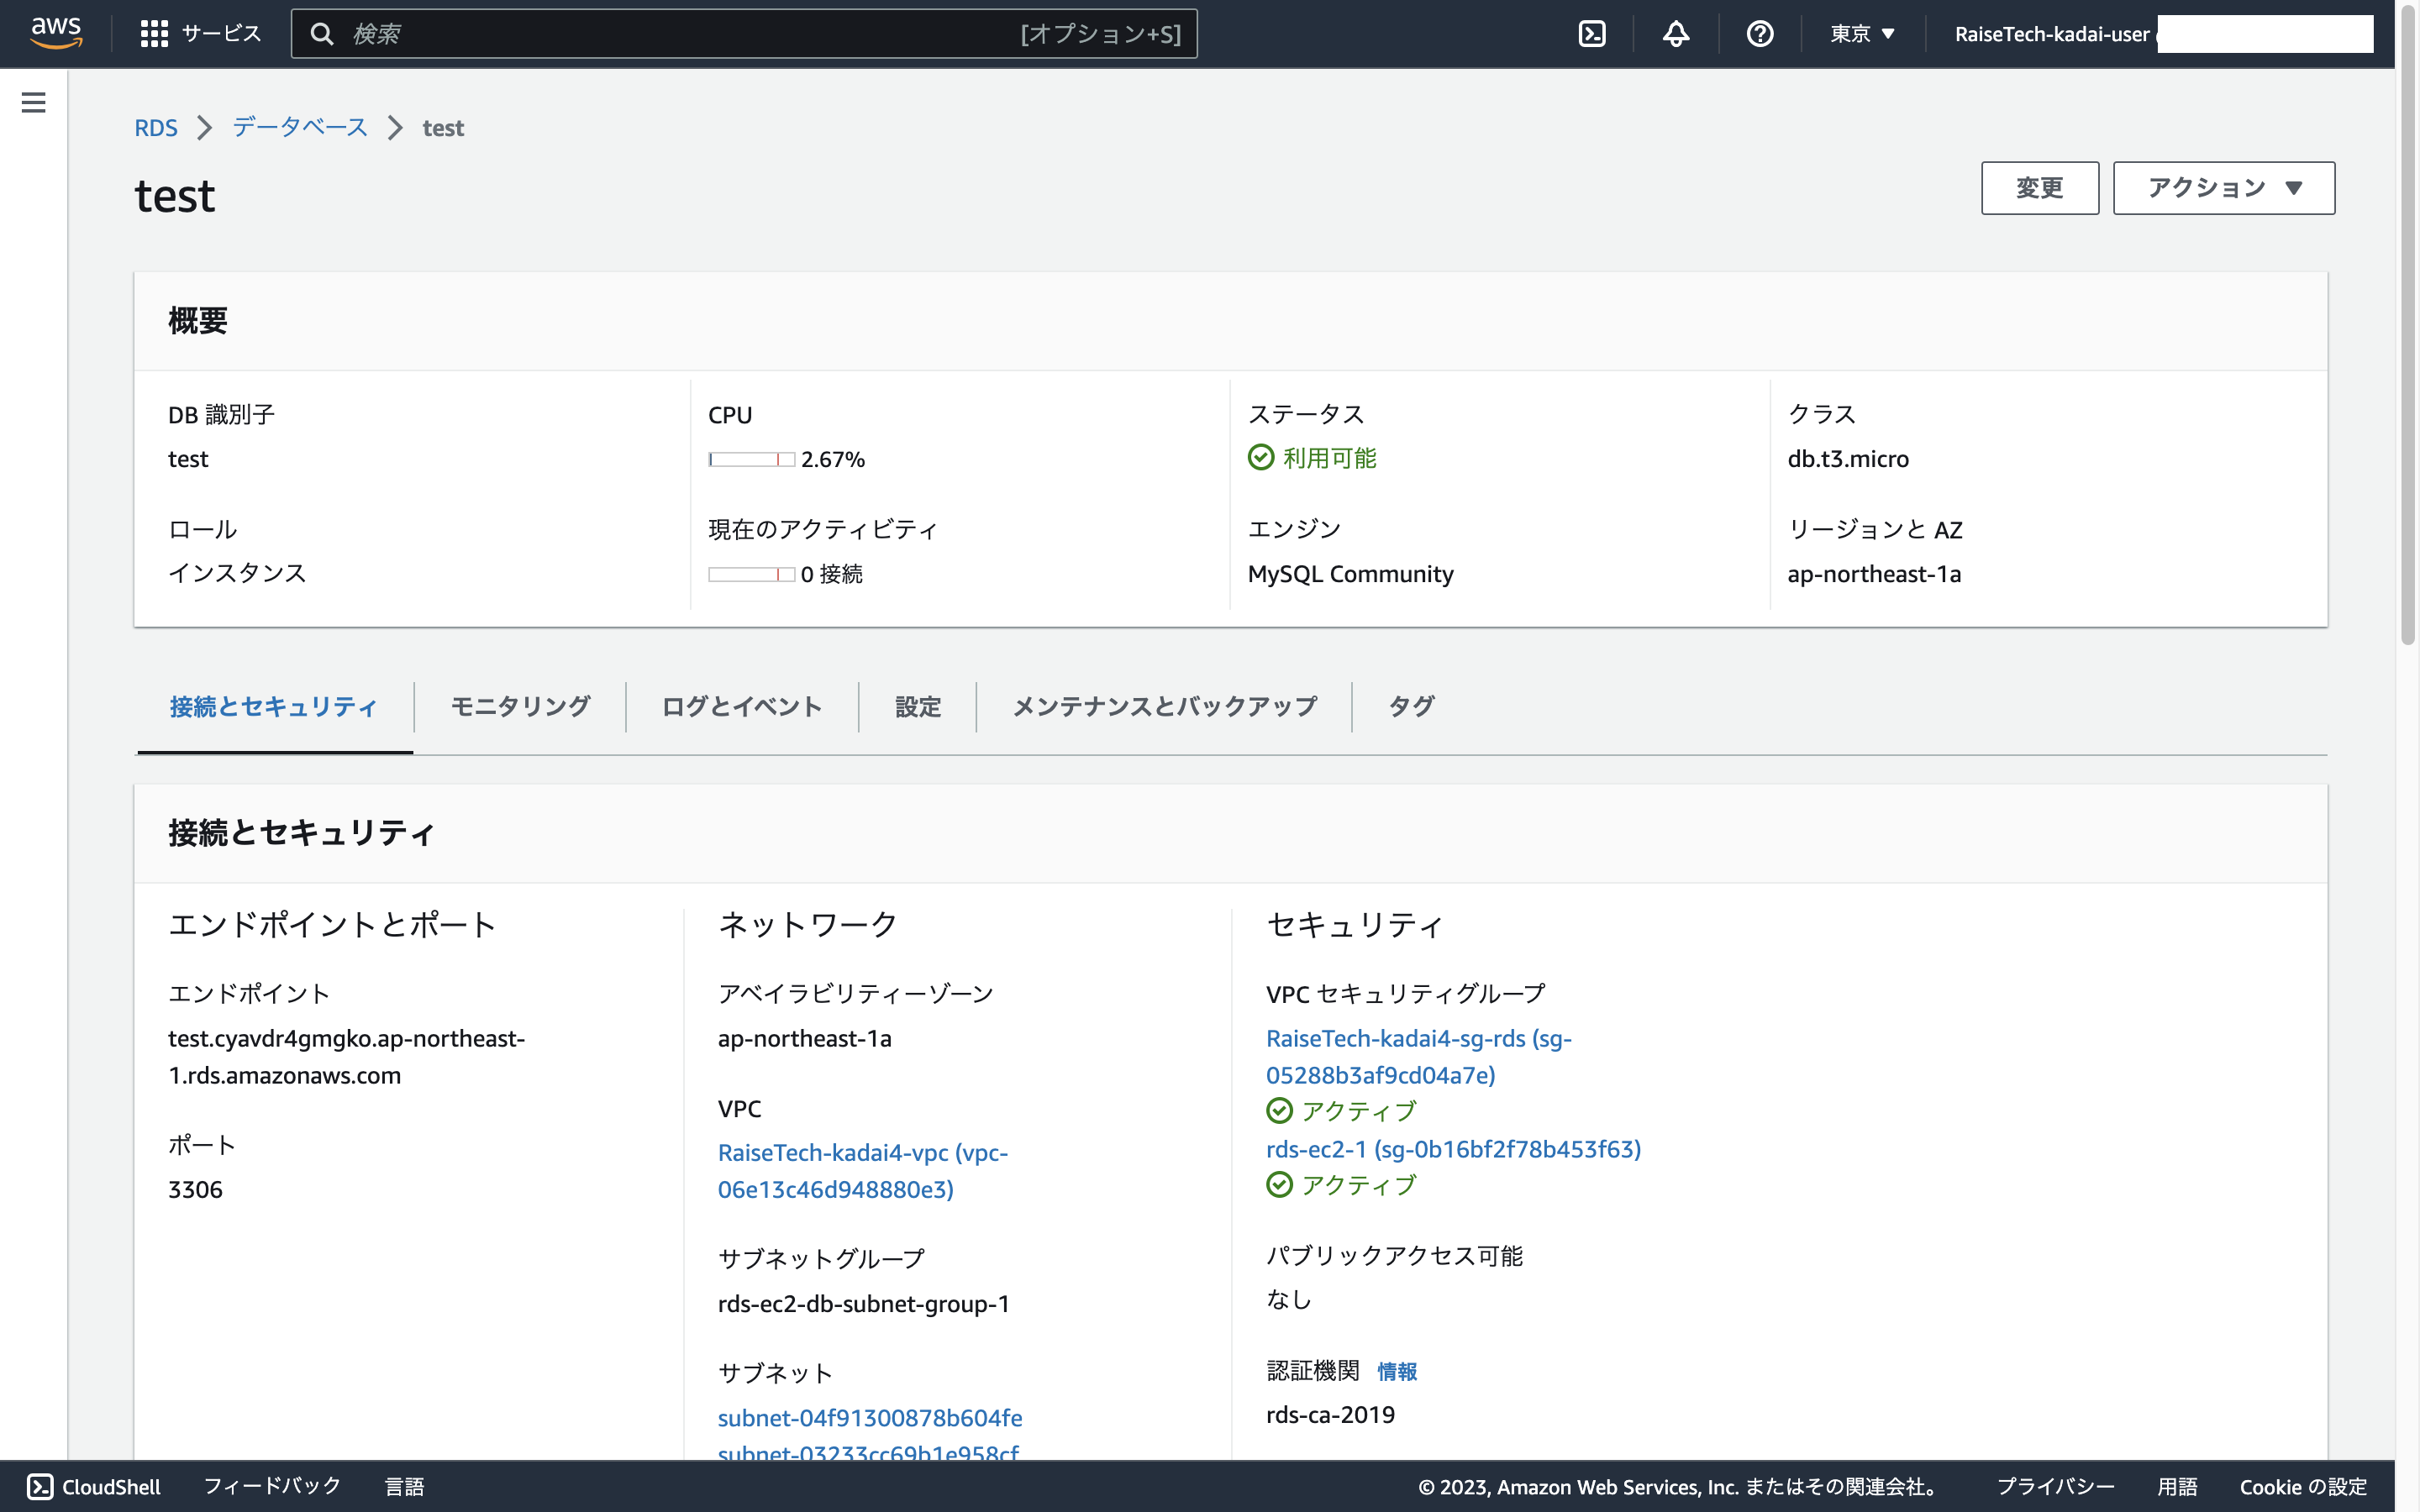 aws サービス 検索 [オプション+S] 東京 ▼ RaiseTech-kadai-user
RDS > データベース > test
test
変更 アクション ▼
概要
DB 識別子
test
CPU
2.67%
ステータス
利用可能
クラス
db.t3.micro
ロール
インスタンス
現在のアクティビティ
0 接続
エンジン
MySQL Community
リージョンと AZ
ap-northeast-1a
接続とセキュリティ モニタリング ログとイベント 設定 メンテナンスとバックアップ タグ
接続とセキュリティ
エンドポイントとポート
エンドポイント
test.cyavdr4gmgko.ap-northeast-
1.rds.amazonaws.com
ポート
3306
ネットワーク
アベイラビリティーゾーン
ap-northeast-1a
VPC
RaiseTech-kadai4-vpc (vpc-
06e13c46d948880e3)
サブネットグループ
rds-ec2-db-subnet-group-1
サブネット
subnet-04f91300878b604fe
subnet-03233cc69b1e958cf
セキュリティ
VPC セキュリティグループ
RaiseTech-kadai4-sg-rds (sg-
05288b3af9cd04a7e)
アクティブ
rds-ec2-1 (sg-0b16bf2f78b453f63)
アクティブ
パブリックアクセス可能
なし
認証機関 情報
rds-ca-2019
CloudShell フィードバック 言語 © 2023, Amazon Web Services, Inc. またはその関連会社。 プライバシー 用語 Cookie の設定